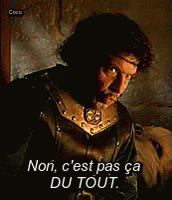 Coco
Non, c'est pas ça
DU TOUT.